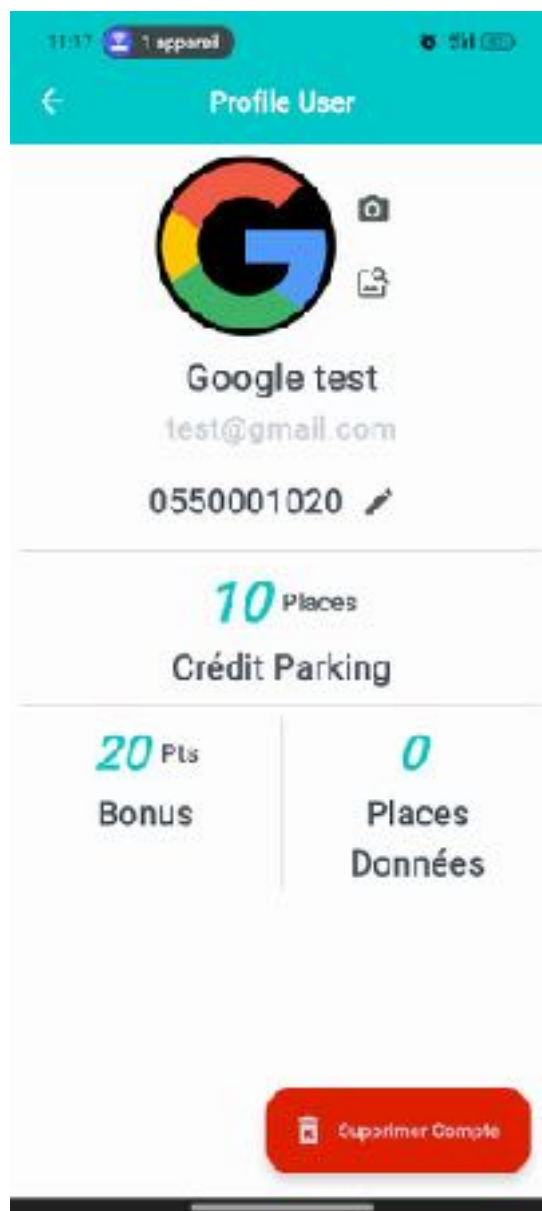 11:17 1 appareil
Profile User
Google test
test@gmail.com
0550001020
10 Places
Crédit Parking
20 Pts
Bonus
0
Places
Données
Supprimer Compte